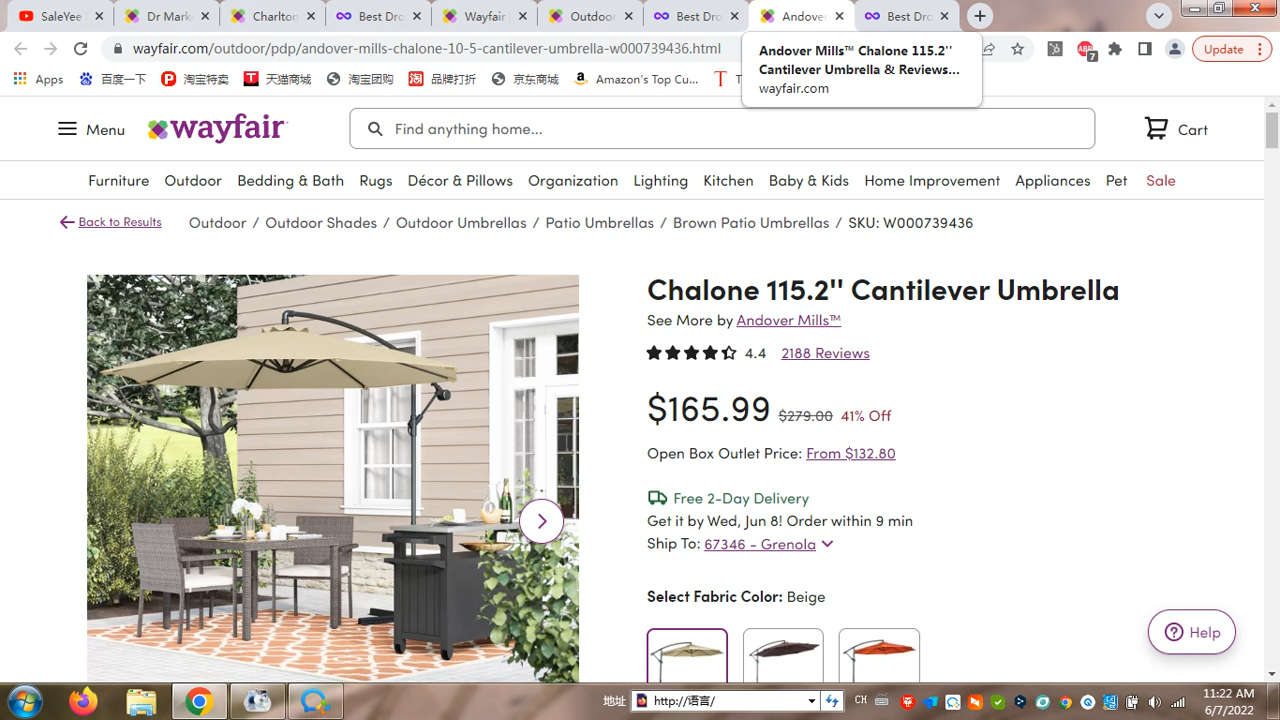 SaleYee
Dr Mark
Charlton
Best Dro
Wayfair
Outdoor
Best Dro
Andover
Best Dro
wayfair.com/outdoor/pdp/andover-mills-chalone-10-5-cantilever-umbrella-w000739436.html
7
Update
Andover Mills™ Chalone 115.2''
Cantilever Umbrella & Reviews...
wayfair.com
Apps
百度一下
淘宝特卖
天猫商城
淘宝团购
品牌打折
京东商城
Amazon's Top Cu...
T
Menu
wayfair
Find anything home...
Cart
Furniture
Outdoor
Bedding & Bath
Rugs
Décor & Pillows
Organization
Lighting
Kitchen
Baby & Kids
Home Improvement
Appliances
Pet
Sale
Back to Results
Outdoor / Outdoor Shades / Outdoor Umbrellas / Patio Umbrellas / Brown Patio Umbrellas / SKU: W000739436
Chalone 115.2'' Cantilever Umbrella
See More by Andover Mills™
4.4 2188 Reviews
$165.99 $279.00 41% Off
Open Box Outlet Price: From $132.80
Free 2-Day Delivery
Get it by Wed, Jun 8! Order within 9 min
Ship To: 67346 - Grenola
Select Fabric Color: Beige
Help
地址
http://语言/
CH
11:22 AM
6/7/2022